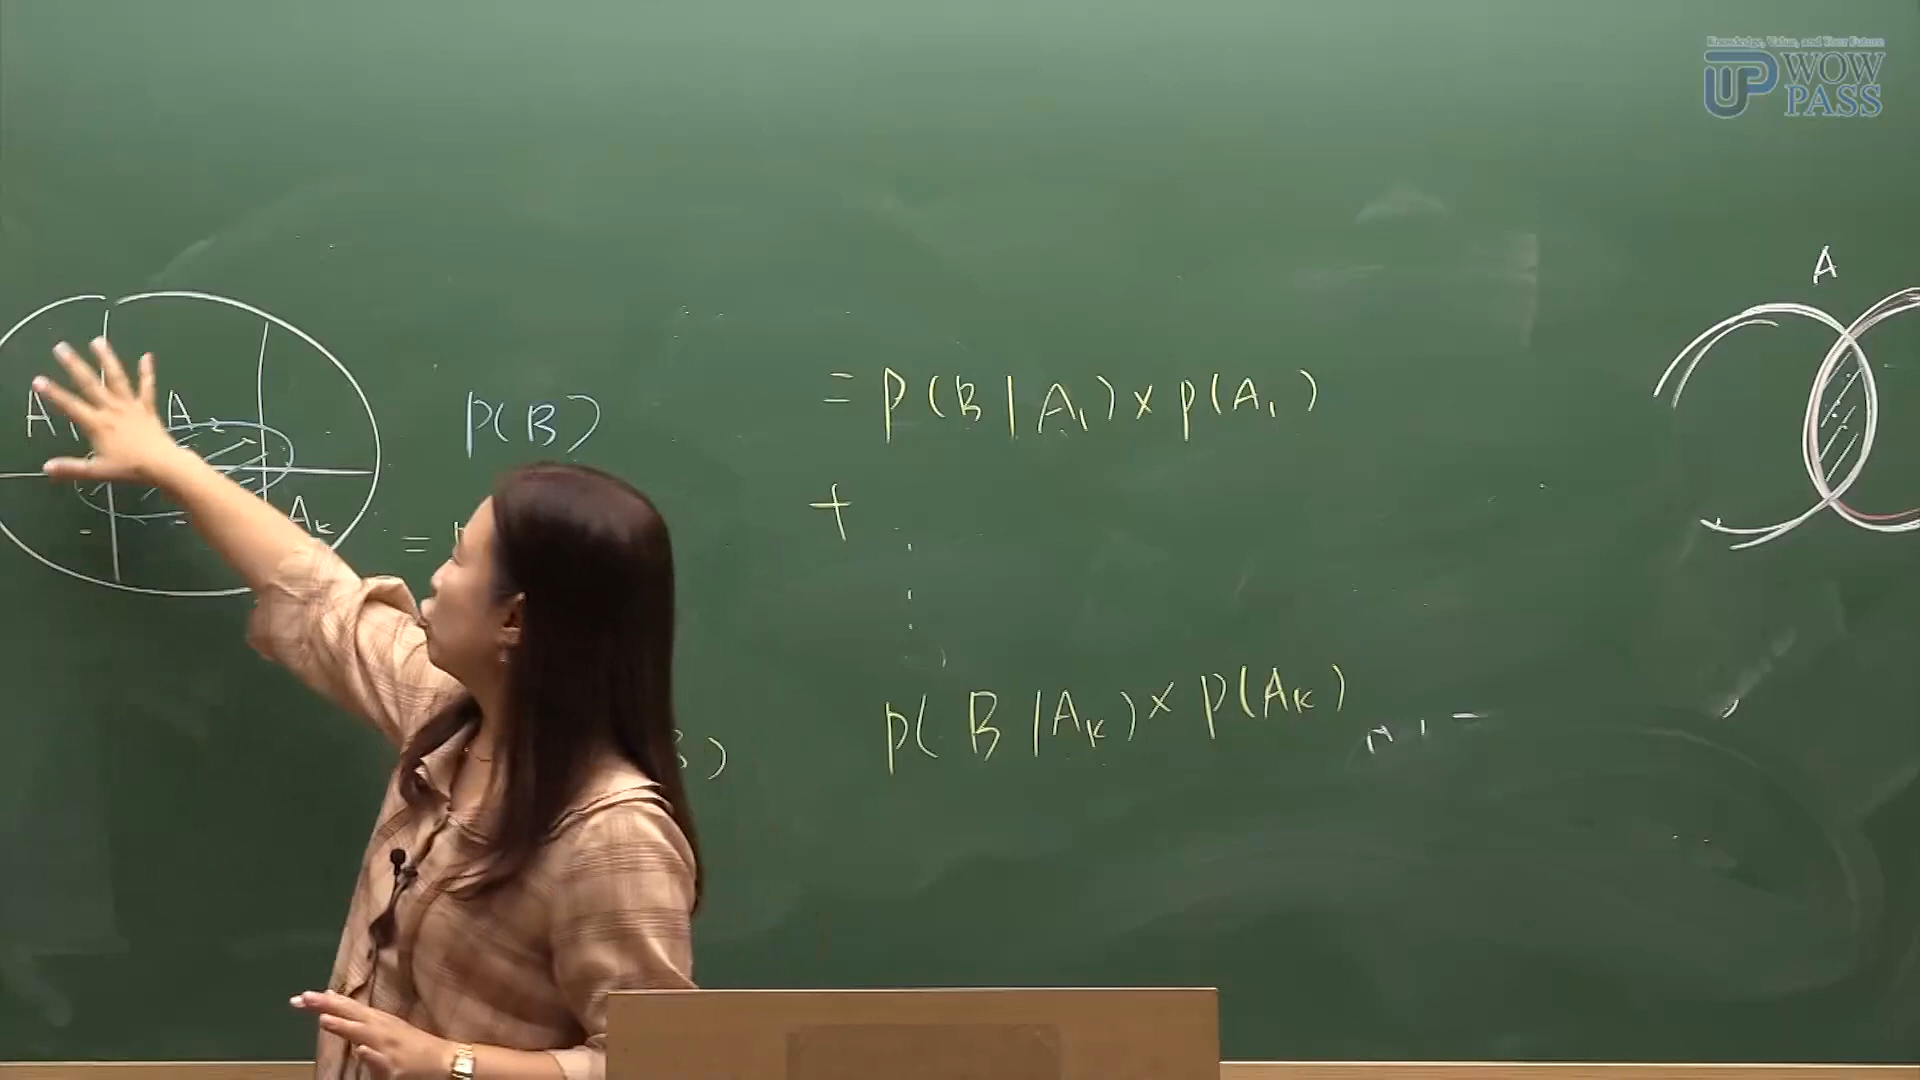 Knowledge, Value, and Your Future
UP WOW PASS
A
A₁
A₂
Aₖ
P(B)
=
= P(B|A₁)×P(A₁)
+
⋮
P(B|Aₖ)×P(Aₖ)
)